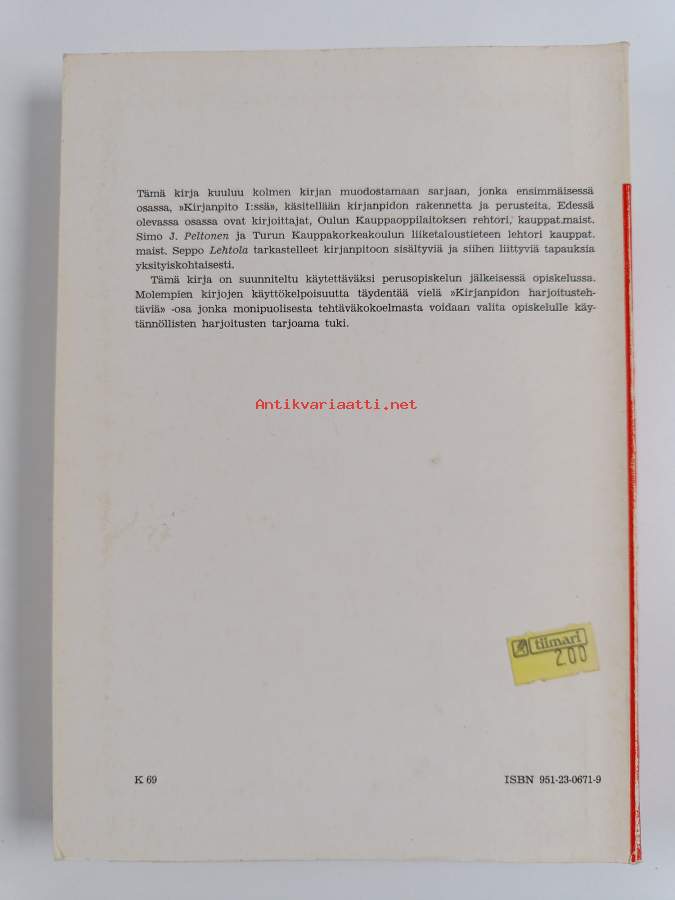 Tämä kirja kuuluu kolmen kirjan muodostamaan sarjaan, jonka ensimmäisessä
osassa, »Kirjanpito I:ssä», käsitellään kirjanpidon rakennetta ja perusteita. Edessä
olevassa osassa ovat kirjoittajat, Oulun Kauppaoppilaitoksen rehtori, kauppat.maist.
Simo J. Peltonen ja Turun Kauppakorkeakoulun liiketaloustieteen lehtori kauppat.
maist. Seppo Lehtola tarkastelleet kirjanpitoon sisältyviä ja siihen liittyviä tapauksia
yksityiskohtaisesti.
Tämä kirja on suunniteltu käytettäväksi perusopiskelun jälkeisessä opiskelussa.
Molempien kirjojen käyttökelpoisuutta täydentää vielä »Kirjanpidon harjoitusteh-
täviä» -osa jonka monipuolisesta tehtäväkokoelmasta voidaan valita opiskelulle käy-
tännöllisten harjoitusten tarjoama tuki.
Antikvariaatti.net
tiimari
200
K 69
ISBN 951-23-0671-9